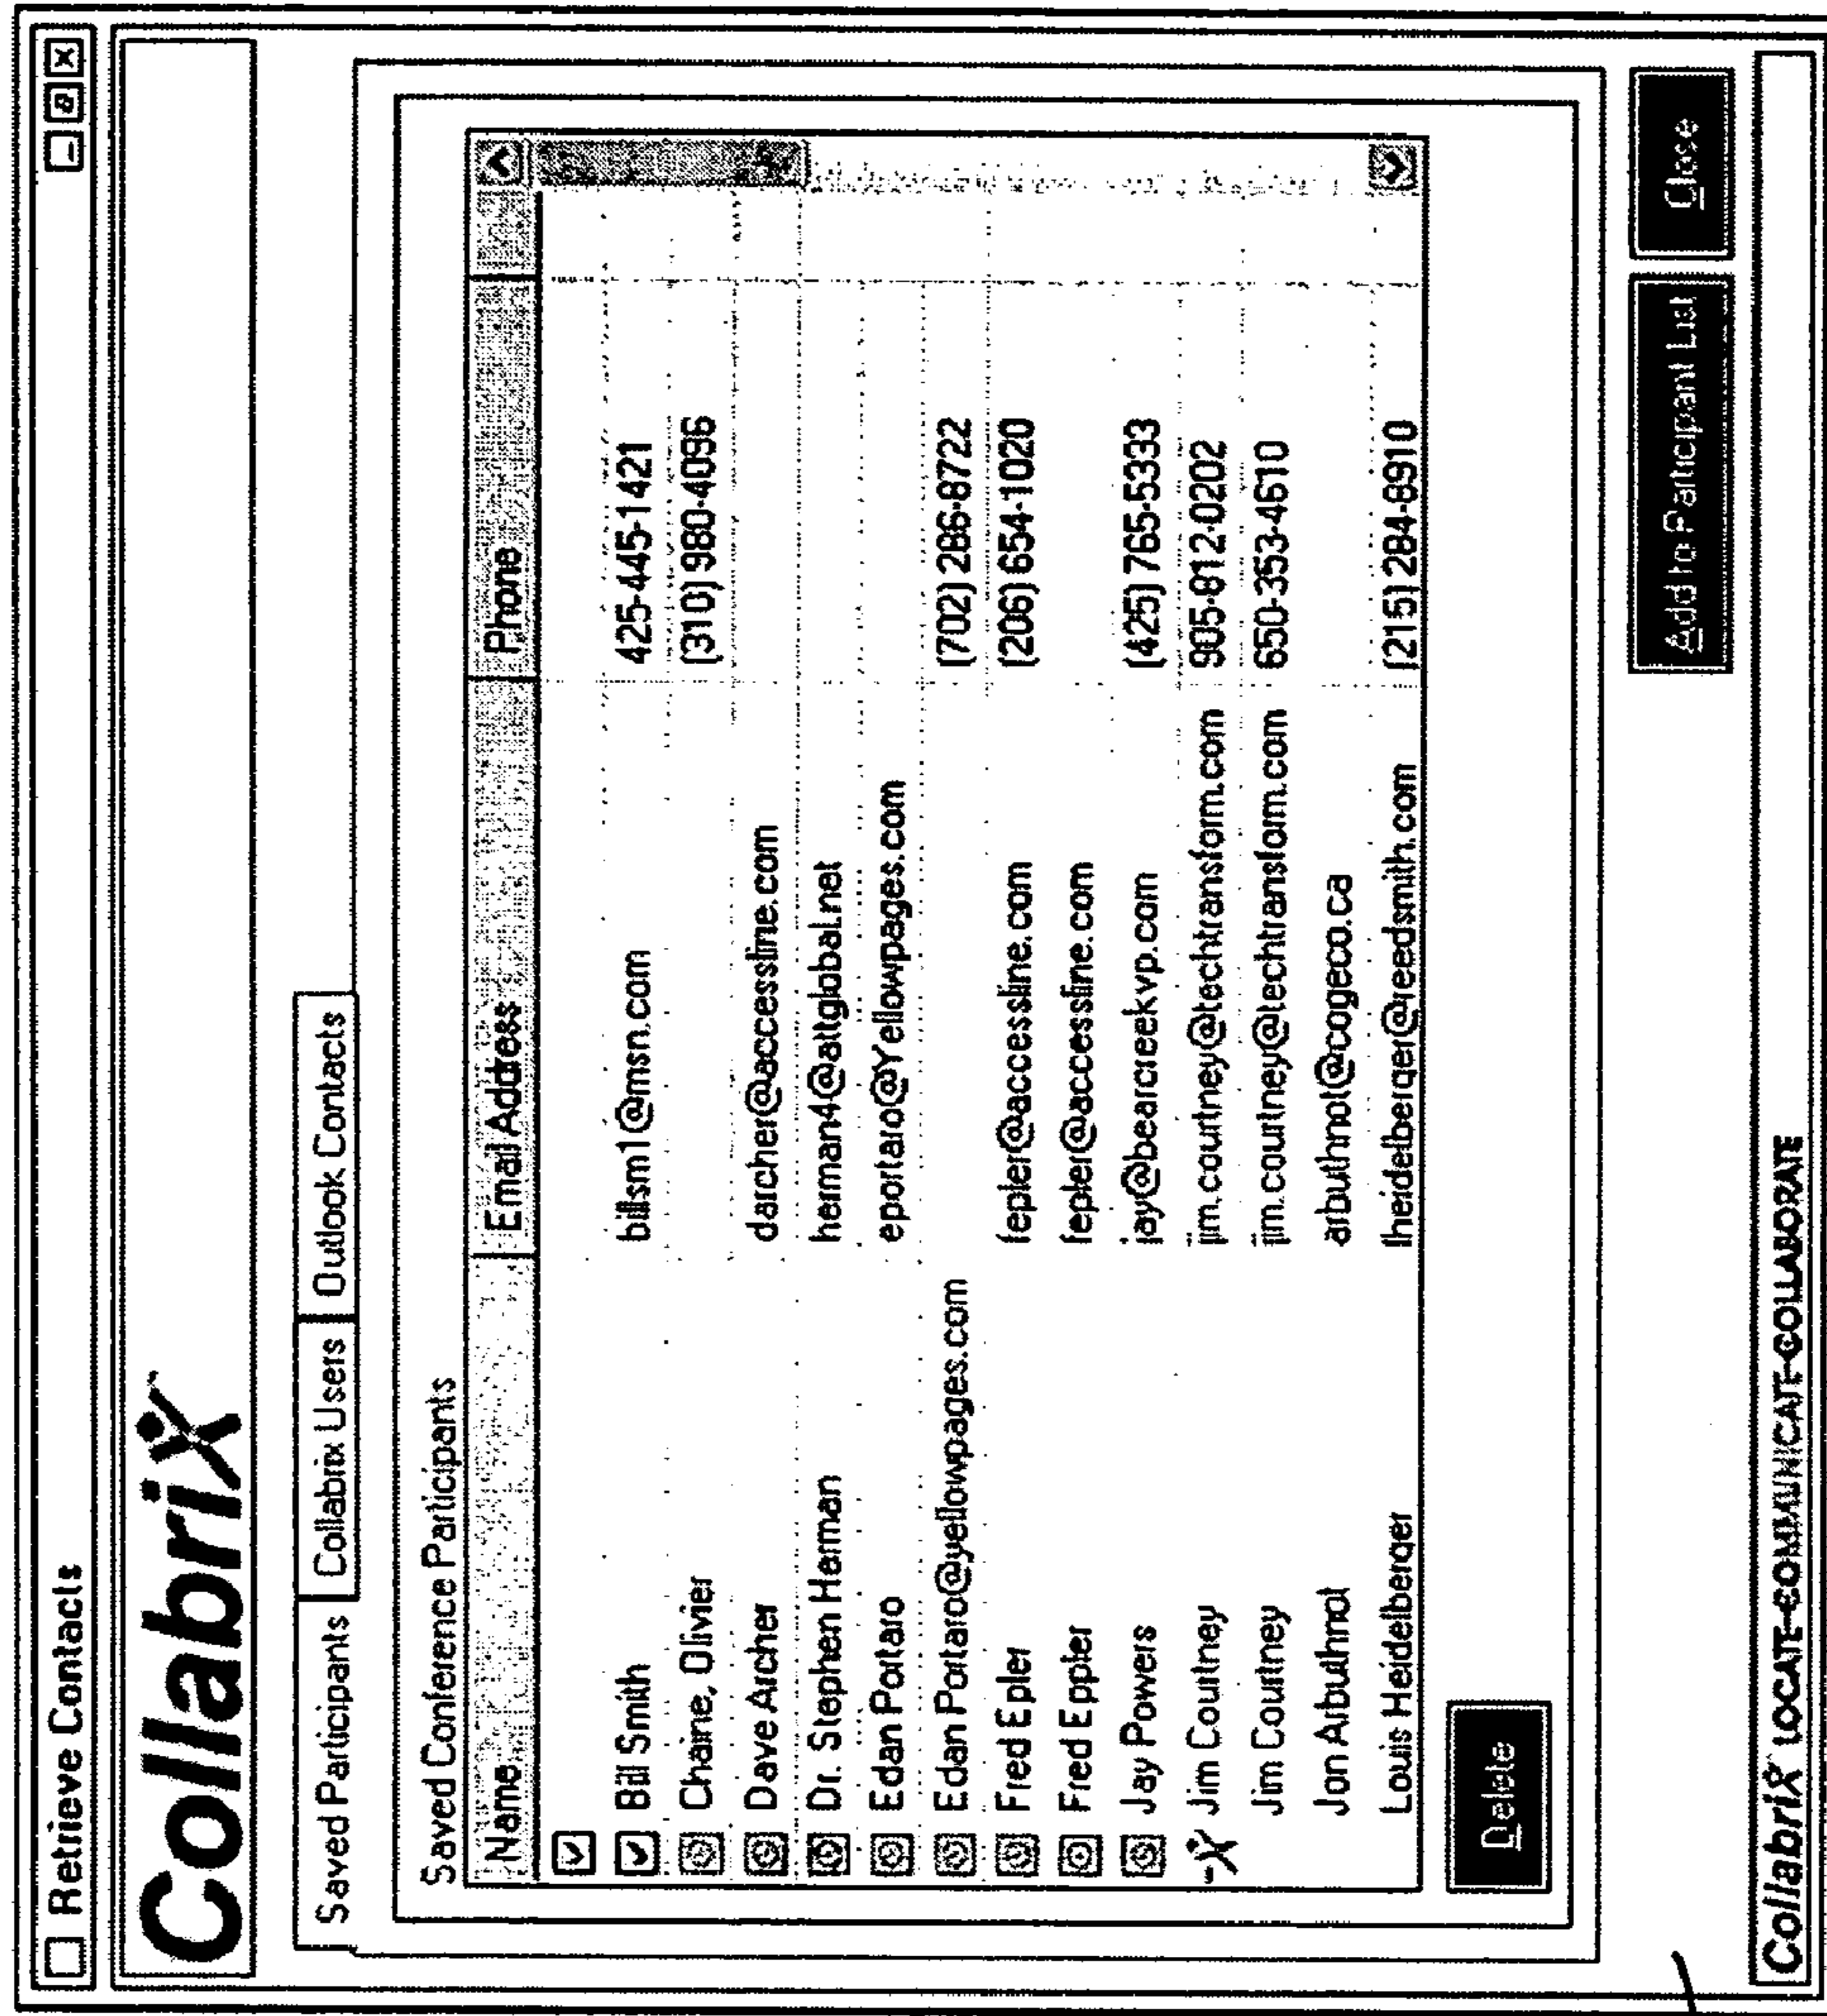 Retrieve Contacts
Collabrix
Saved Participants Collabrix Users Outlook Contacts
Saved Conference Participants
Name Email Address Phone
Bill Smith billsm1@msn.com 425-445-1421
Chaine, Olivier (310) 980-4096
Dave Archer darcher@accessline.com
Dr. Stephen Herman herman4@attglobal.net
Edan Portaro eportaro@Yellowpages.com
Edan Portaro@yellowpages.com (702) 286-8722
Fred Epler fepler@accessline.com (206) 654-1020
Fred Eppler fepler@accessline.com
Jay Powers jay@bearcreekvp.com (425) 765-5333
Jim Courtney jim.courtney@techtransform.com 905-812-0202
Jim Courtney jim.courtney@techtransform.com 650-353-4610
Jon Arbuthnot arbuthnot@cogeco.ca
Louis Heidelberger lheidelberger@reedsmith.com (215) 284-8910
Delete
Add to Participant List Close
Collabrix LOCATE-COMMUNICATE-COLLABORATE